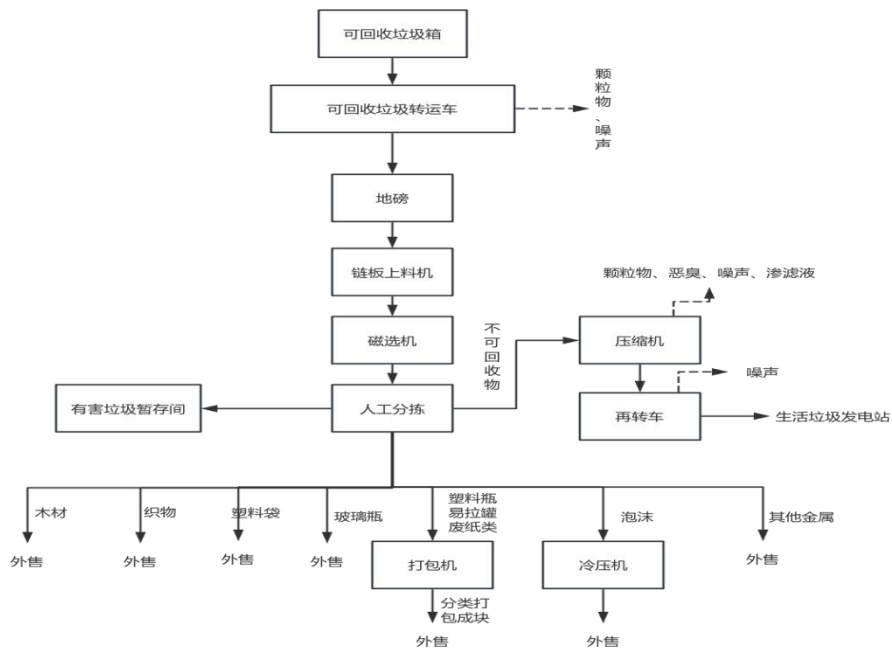 可回收垃圾箱
可回收垃圾转运车
颗粒物、噪声
地磅
链板上料机
颗粒物、恶臭、噪声、渗滤液
磁选机
不可回收物
压缩机
噪声
有害垃圾暂存间
人工分拣
再转车
生活垃圾发电站
木材
织物
塑料袋
玻璃瓶
塑料瓶
易拉罐
废纸类
泡沫
其他金属
外售
外售
外售
外售
打包机
冷压机
外售
分类打
包成块
外售
外售